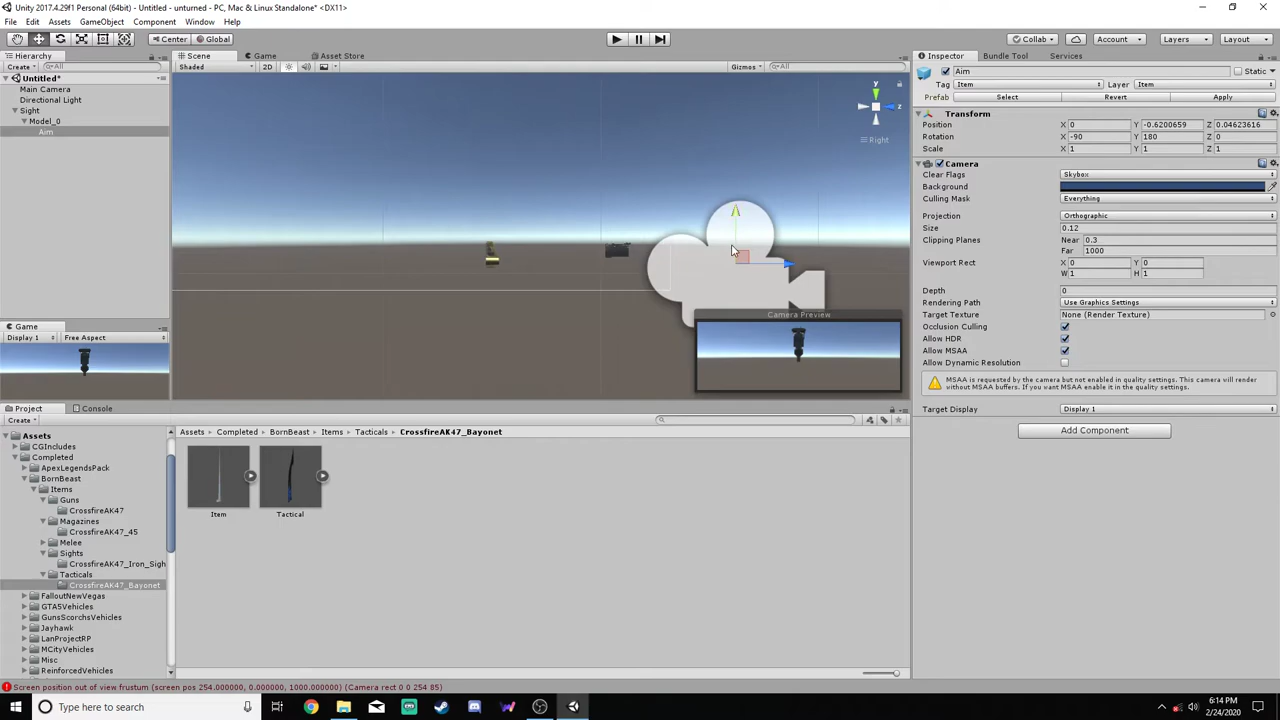 Unity 2017.4.29f1 Personal (64bit) - Untitled - unturned - PC, Mac & Linux Standalone* <DX11>
File Edit Assets GameObject Component Window Help
Center Global Collab Account Layers Layout
Hierarchy Scene Game Asset Store Inspector Bundle Tool Services
Create All Shaded 2D Gizmos All Aim Static
Untitled* Tag Item Layer Item
Main Camera Prefab Select Revert Apply
Directional Light
Sight Transform
Model_0 Position X 0 Y -0.6200659 Z 0.04623616
Aim Rotation X -90 Y 180 Z 0
y z Right Scale X 1 Y 1 Z 1
Camera
Clear Flags Skybox
Background
Culling Mask Everything
Projection Orthographic
Size 0.12
Clipping Planes Near 0.3
Far 1000
Viewport Rect X 0 Y 0
W 1 H 1
Depth 0
Rendering Path Use Graphics Settings
Camera Preview Target Texture None (Render Texture)
Game Occlusion Culling
Display 1 Free Aspect Allow HDR
Allow MSAA
Allow Dynamic Resolution
MSAA is requested by the camera but not enabled in quality settings. This camera will render
without MSAA buffers. If you want MSAA enable it in the quality settings.
Project Console Target Display Display 1
Create Add Component
Assets Assets Completed BornBeast Items Tacticals CrossfireAK47_Bayonet
CGIncludes
Completed
ApexLegendsPack
BornBeast
Items
Guns
CrossfireAK47 Item Tactical
Magazines
CrossfireAK47_45
Melee
Sights
CrossfireAK47_Iron_Sigh
Tacticals
CrossfireAK47_Bayonet
FalloutNewVegas
GTA5Vehicles
GunsScorchsVehicles
Jayhawk
LanProjectRP
MCityVehicles
Misc
ReinforcedVehicles
Screen position out of view frustum (screen pos 254.000000, 0.000000, 1000.000000) (Camera rect 0 0 254 85)
Type here to search 6:14 PM
2/24/2020